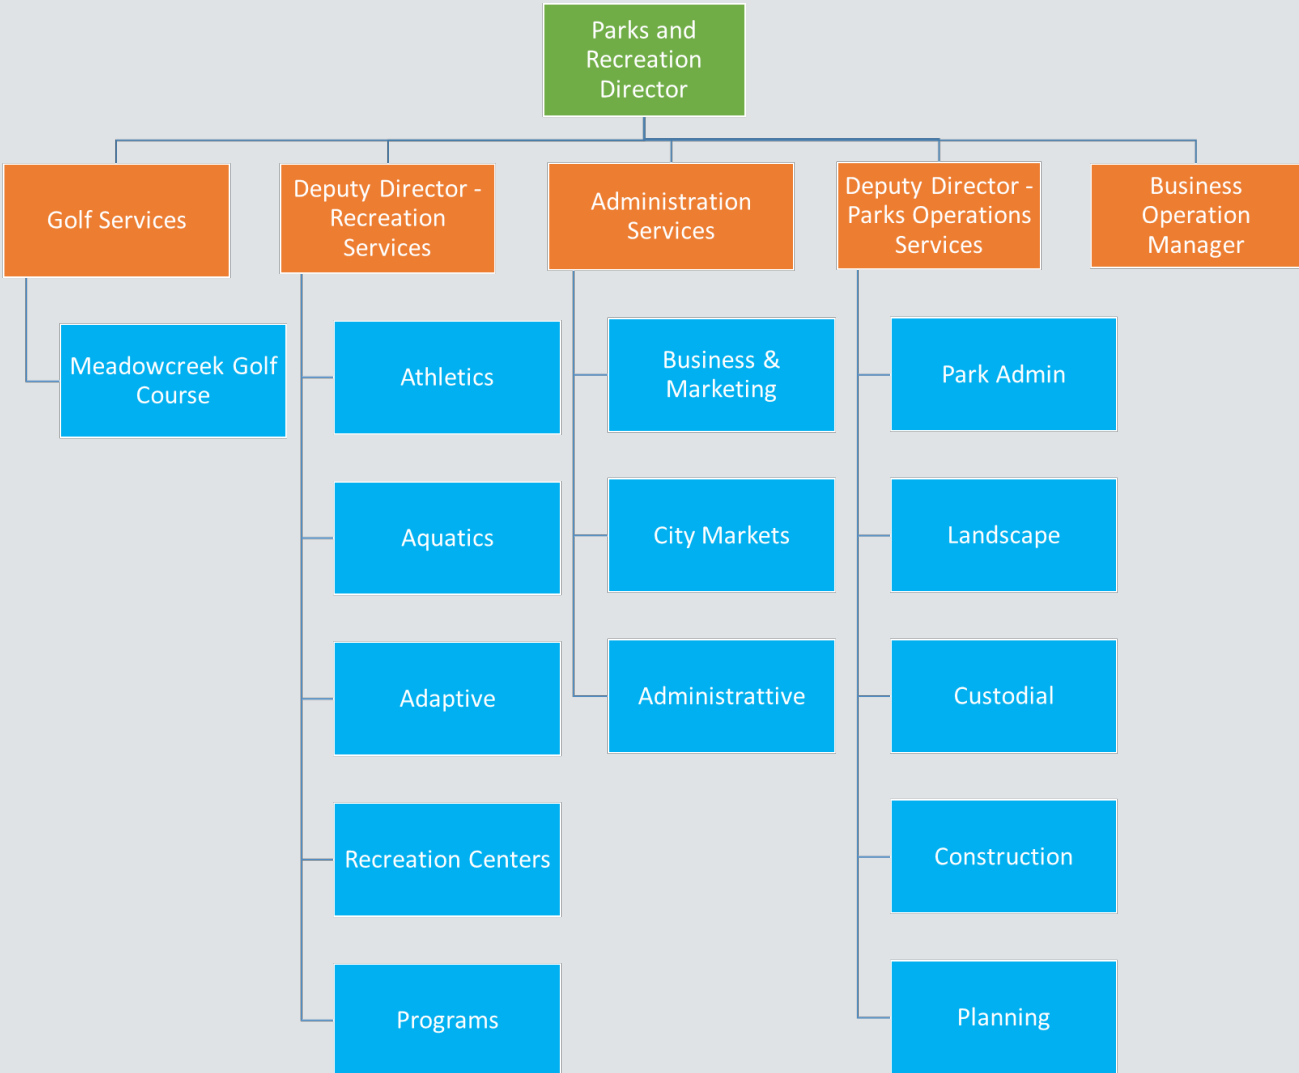 Parks and
Recreation
Director
Golf Services
Deputy Director -
Recreation
Services
Administration
Services
Deputy Director -
Parks Operations
Services
Business
Operation
Manager
Meadowcreek Golf
Course
Athletics
Aquatics
Adaptive
Recreation Centers
Programs
Business &
Marketing
City Markets
Administrattive
Park Admin
Landscape
Custodial
Construction
Planning